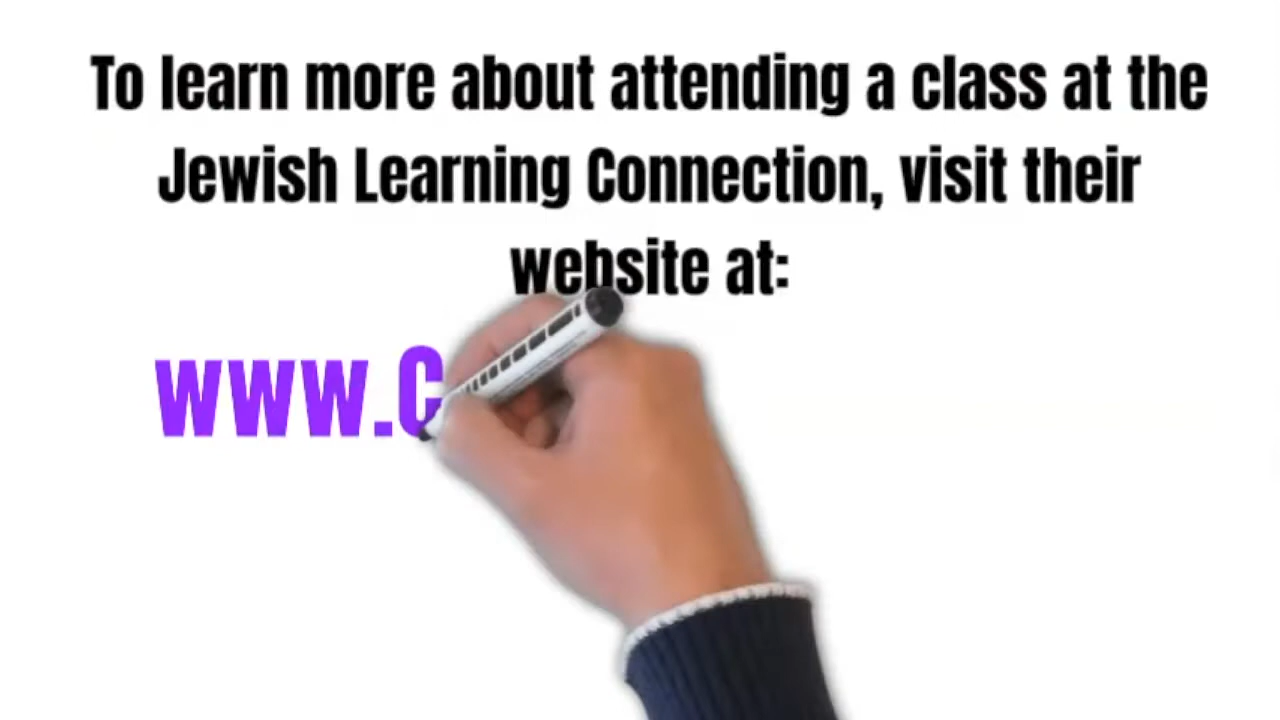 To learn more about attending a class at the
Jewish Learning Connection, visit their
website at:
www.C